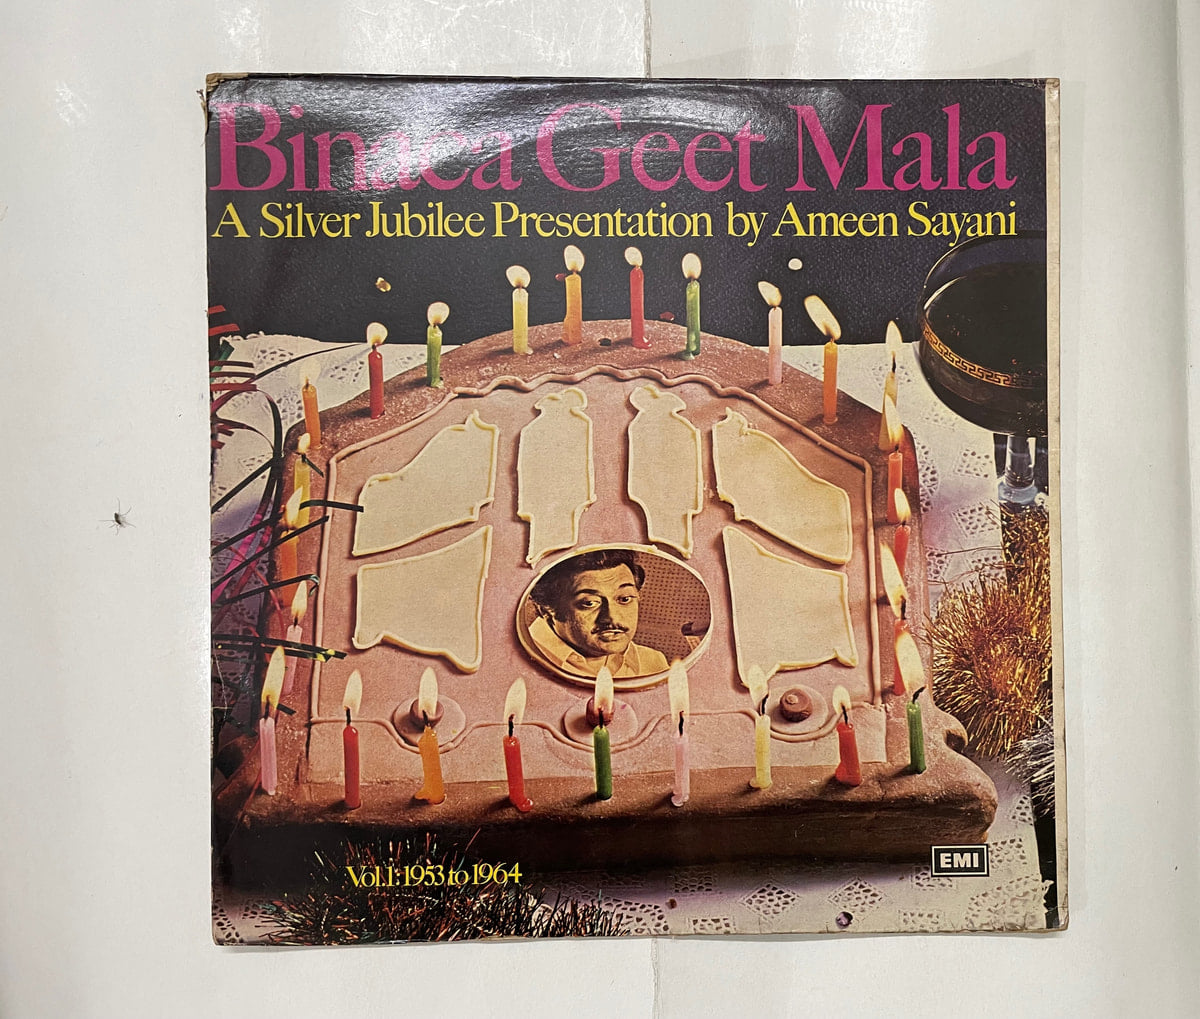 Binaca Geet Mala
A Silver Jubilee Presentation by Ameen Sayani
Vol.1: 1953 to 1964
EMI